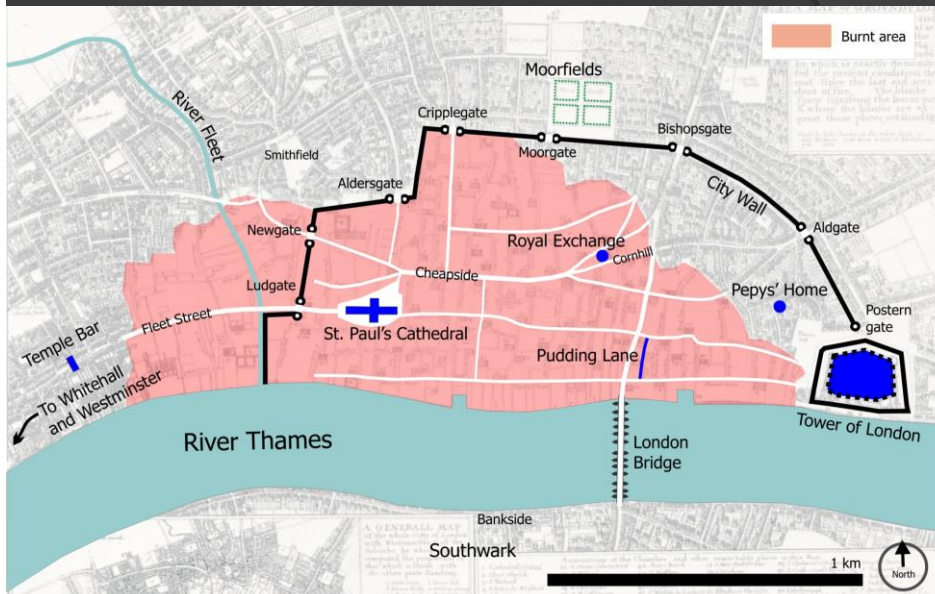 Burnt area
Moorfields
Cripplegate
Bishopsgate
Moorgate
River Fleet
Smithfield
City Wall
Aldersgate
Aldgate
Newgate
Royal Exchange
Cornhill
Cheapside
Ludgate
Pepys' Home
Postern
gate
Fleet Street
St. Paul's Cathedral
Temple Bar
Pudding Lane
To Whitehall
and Westminster
Tower of London
River Thames
London
Bridge
Bankside
Southwark
A GENERALL MAP
1 km
North